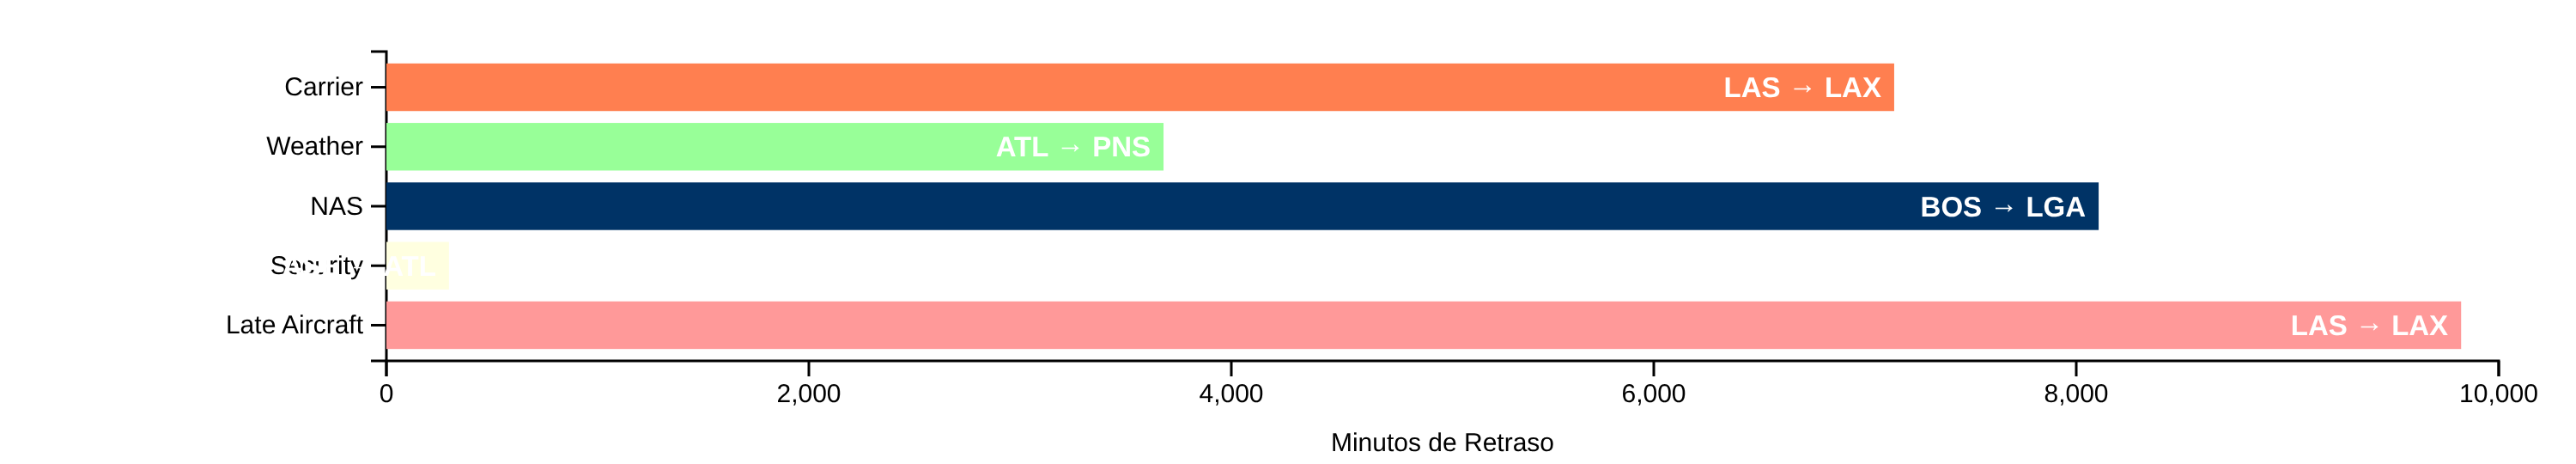 Carrier LAS → LAX
Weather ATL → PNS
NAS BOS → LGA
Security ATL
Late Aircraft LAS → LAX
0 2,000 4,000 6,000 8,000 10,000
Minutos de Retraso